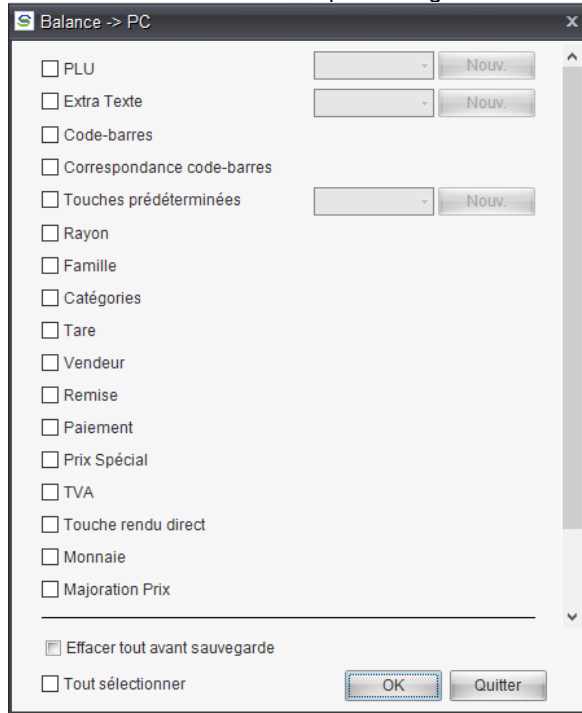 Balance -> PC
PLU Nouv.
Extra Texte Nouv.
Code-barres
Correspondance code-barres
Touches prédéterminées Nouv.
Rayon
Famille
Catégories
Tare
Vendeur
Remise
Paiement
Prix Spécial
TVA
Touche rendu direct
Monnaie
Majoration Prix
Effacer tout avant sauvegarde
Tout sélectionner OK Quitter